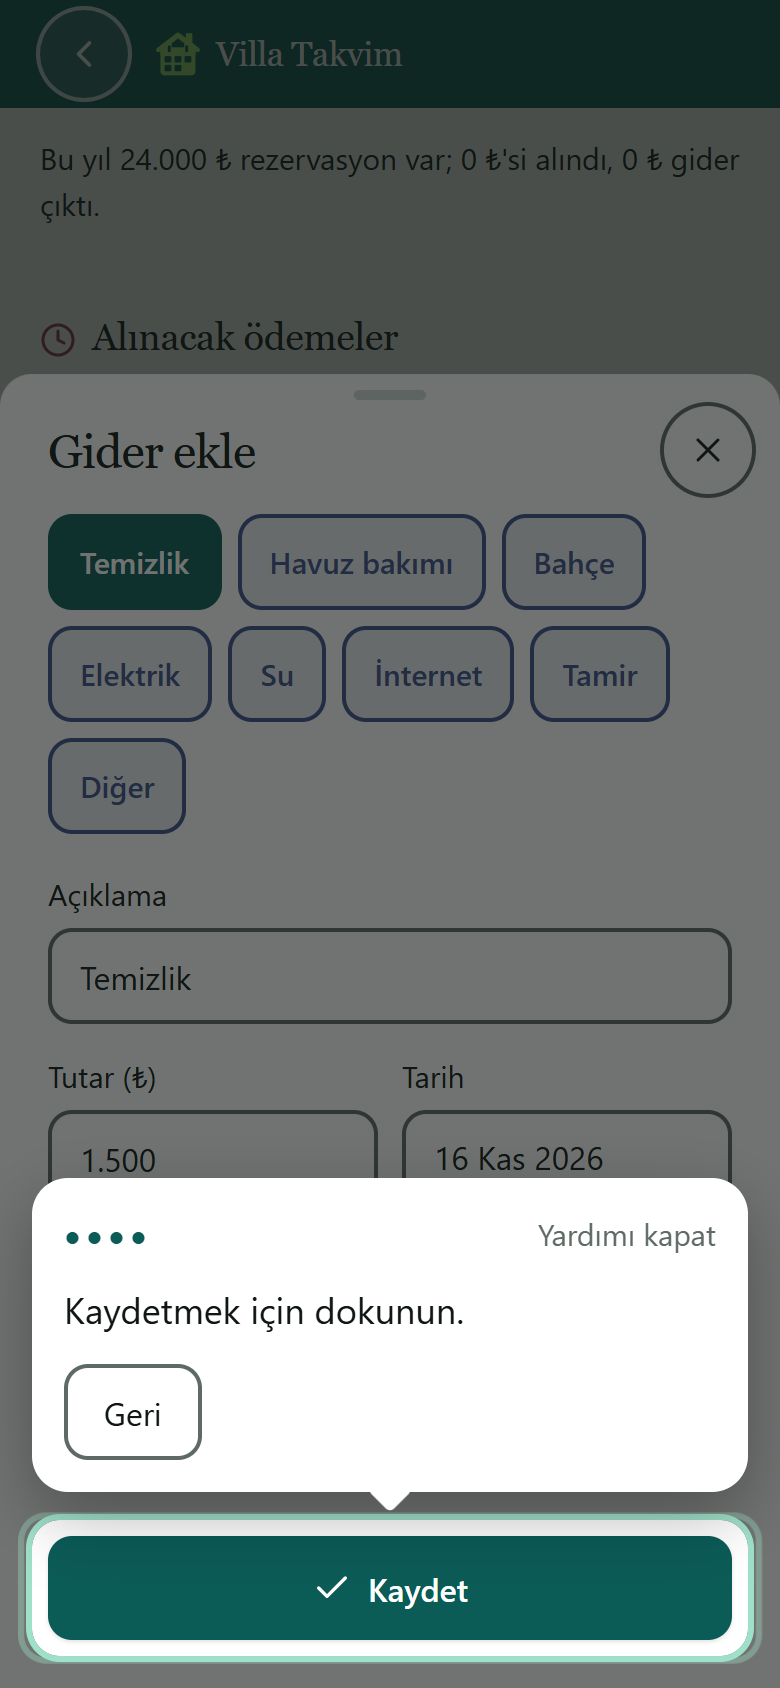 Villa Takvim
Bu yıl 24.000 ₺ rezervasyon var; 0 ₺'si alındı, 0 ₺ gider
çıktı.
Alınacak ödemeler
Gider ekle
Temizlik
Havuz bakımı
Bahçe
Elektrik
Su
İnternet
Tamir
Diğer
Açıklama
Temizlik
Tutar (₺)
Tarih
1.500
16 Kas 2026
Yardımı kapat
Kaydetmek için dokunun.
Geri
Kaydet